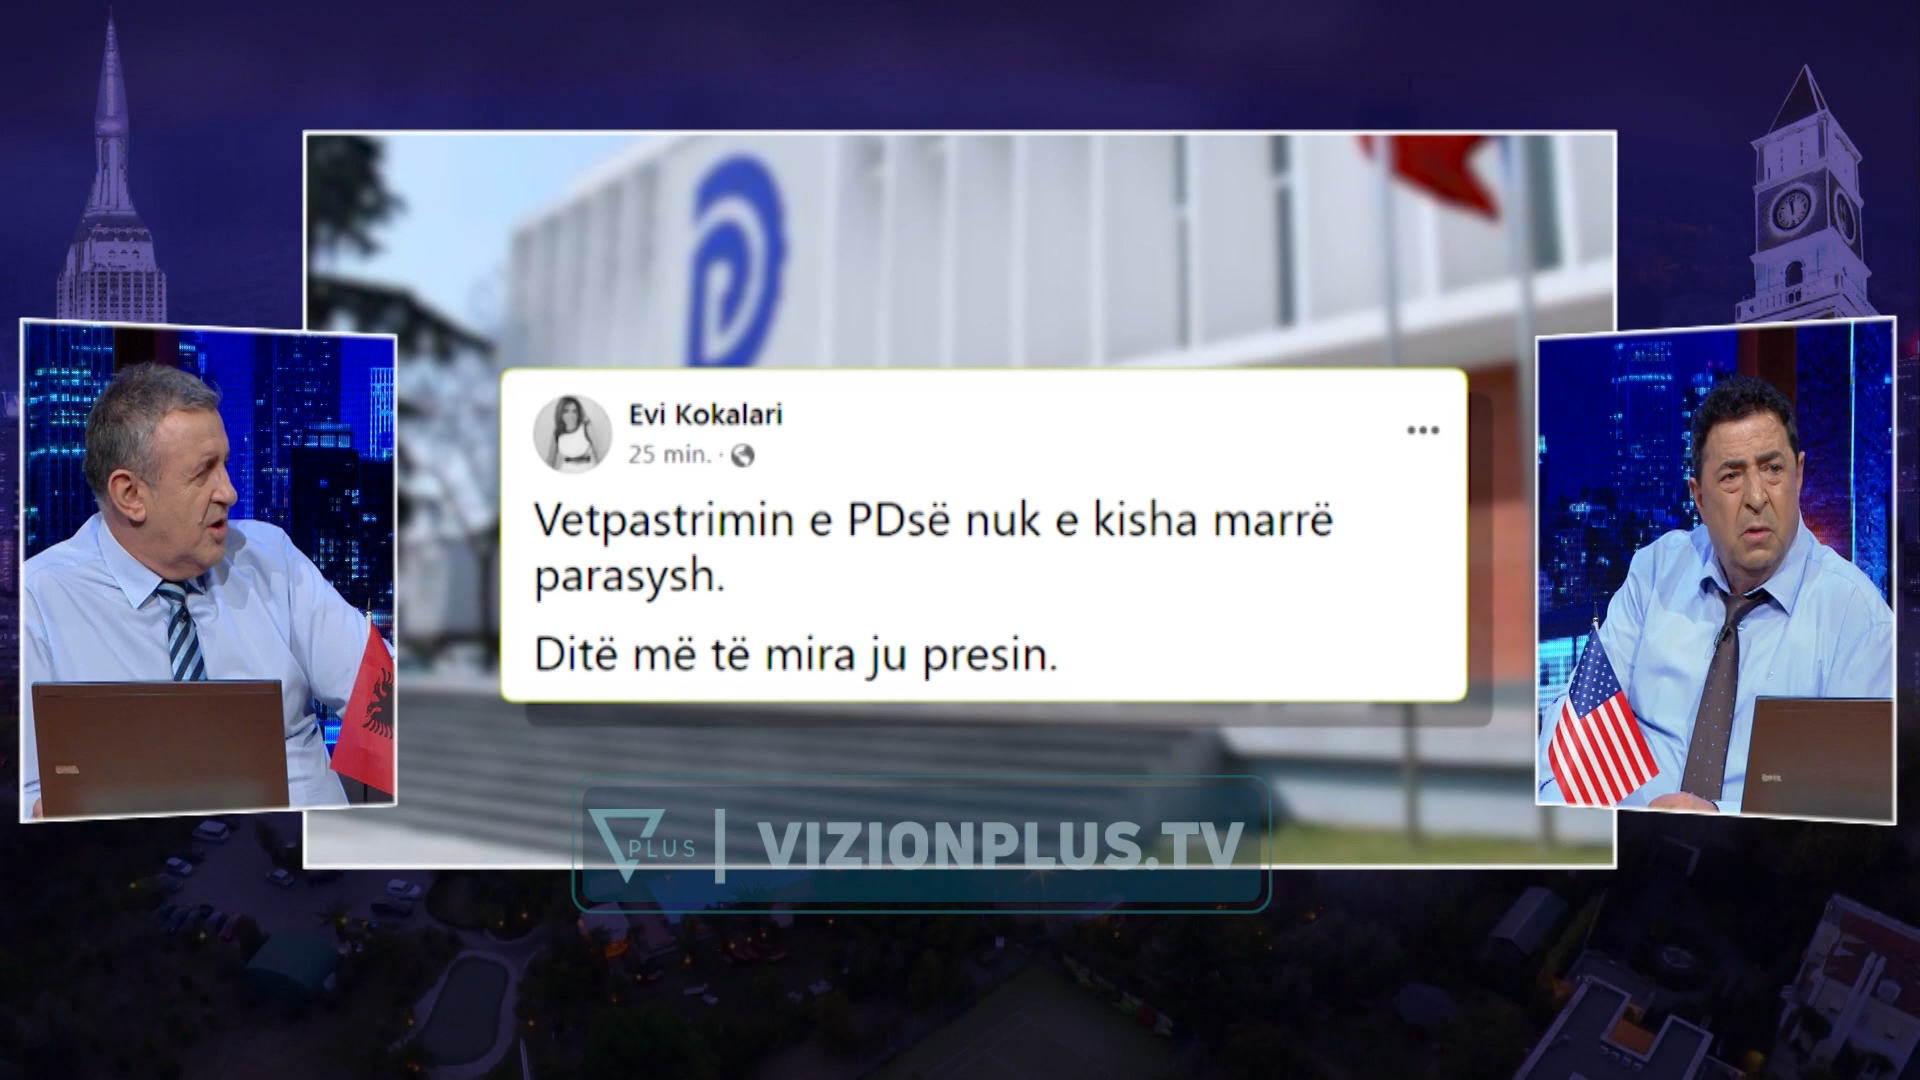 Evi Kokalari
25 min. ·
Vetpastrimin e PDsë nuk e kisha marrë
parasysh.
Ditë më të mira ju presin.
PLUS
VIZIONPLUS.TV